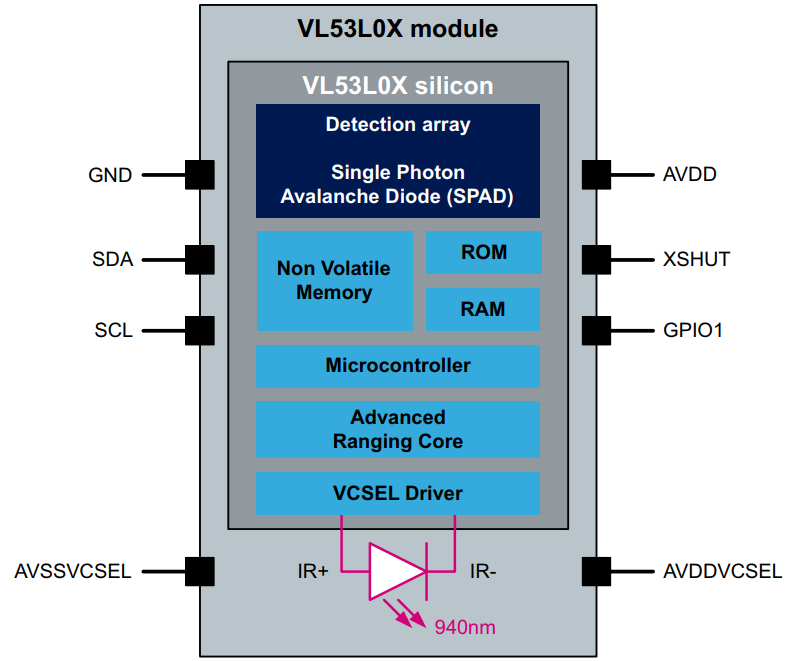 VL53L0X module
VL53L0X silicon
Detection array
Single Photon
Avalanche Diode (SPAD)
GND
AVDD
SDA
XSHUT
Non Volatile
Memory
ROM
RAM
SCL
GPIO1
Microcontroller
Advanced
Ranging Core
VCSEL Driver
AVSSVCSEL
IR+
IR-
AVDDVCSEL
940nm